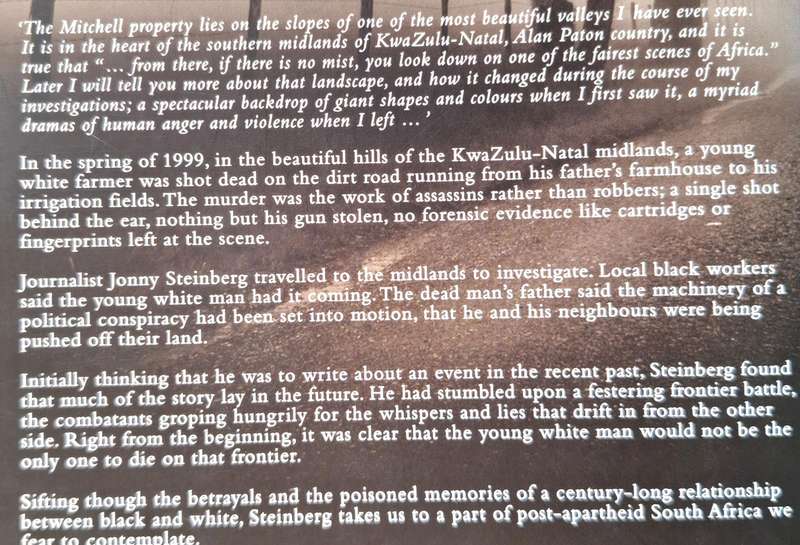 ‘The Mitchell property lies on the slopes of one of the most beautiful valleys I have ever seen.
It is in the heart of the southern midlands of KwaZulu-Natal, Alan Paton country, and it is
true that “... from there, if there is no mist, you look down on one of the fairest scenes of Africa.”
Later I will tell you more about that landscape, and how it changed during the course of my
investigations; a spectacular backdrop of giant shapes and colours when I first saw it, a myriad
dramas of human anger and violence when I left ... ’
In the spring of 1999, in the beautiful hills of the KwaZulu-Natal midlands, a young
white farmer was shot dead on the dirt road running from his father’s farmhouse to his
irrigation fields. The murder was the work of assassins rather than robbers; a single shot
behind the ear, nothing but his gun stolen, no forensic evidence like cartridges or
fingerprints left at the scene.
Journalist Jonny Steinberg travelled to the midlands to investigate. Local black workers
said the young white man had it coming. The dead man’s father said the machinery of a
political conspiracy had been set into motion, that he and his neighbours were being
pushed off their land.
Initially thinking that he was to write about an event in the recent past, Steinberg found
that much of the story lay in the future. He had stumbled upon a festering frontier battle,
the combatants groping hungrily for the whispers and lies that drift in from the other
side. Right from the beginning, it was clear that the young white man would not be the
only one to die on that frontier.
Sifting though the betrayals and the poisoned memories of a century-long relationship
between black and white, Steinberg takes us to a part of post-apartheid South Africa we
fear to contemplate.